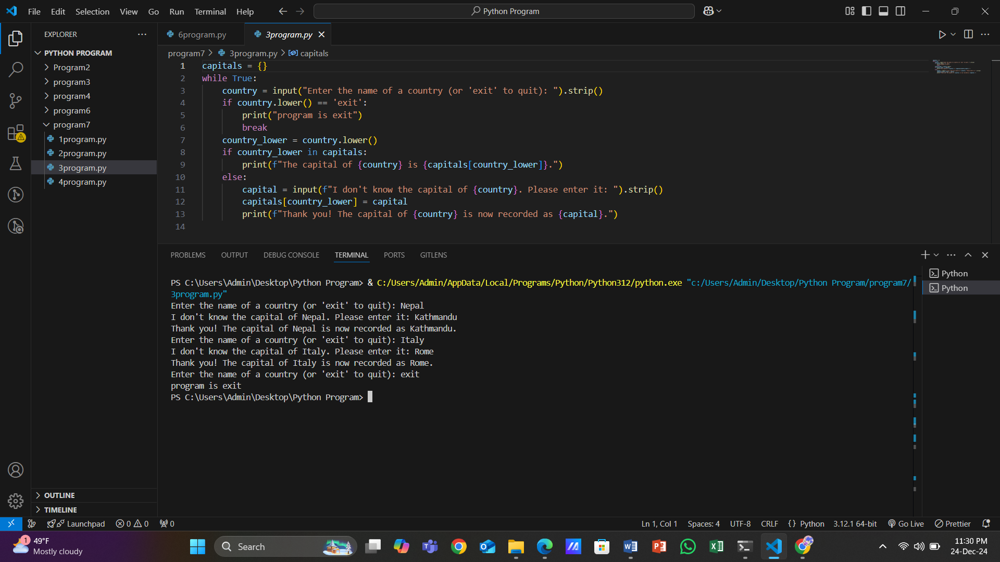 File Edit Selection View Go Run Terminal Help
Python Program
EXPLORER
PYTHON PROGRAM
Program2
program3
program4
program6
program7
1program.py
2program.py
3program.py
4program.py
OUTLINE
TIMELINE
6program.py
3program.py
program7 > 3program.py > capitals
1 capitals = {}
2 while True:
3     country = input("Enter the name of a country (or 'exit' to quit): ").strip()
4     if country.lower() == 'exit':
5         print("program is exit")
6         break
7     country_lower = country.lower()
8     if country_lower in capitals:
9         print(f"The capital of {country} is {capitals[country_lower]}.")
10     else:
11         capital = input(f"I don't know the capital of {country}. Please enter it: ").strip()
12         capitals[country_lower] = capital
13         print(f"Thank you! The capital of {country} is now recorded as {capital}.")
14
PROBLEMS OUTPUT DEBUG CONSOLE TERMINAL PORTS GITLENS
PS C:\Users\Admin\Desktop\Python Program> & C:/Users/Admin/AppData/Local/Programs/Python/Python312/python.exe "c:/Users/Admin/Desktop/Python Program/program7/
3program.py"
Enter the name of a country (or 'exit' to quit): Nepal
I don't know the capital of Nepal. Please enter it: Kathmandu
Thank you! The capital of Nepal is now recorded as Kathmandu.
Enter the name of a country (or 'exit' to quit): Italy
I don't know the capital of Italy. Please enter it: Rome
Thank you! The capital of Italy is now recorded as Rome.
Enter the name of a country (or 'exit' to quit): exit
program is exit
PS C:\Users\Admin\Desktop\Python Program>
Python
Python
Launchpad 0 0 0
Ln 1, Col 1 Spaces: 4 UTF-8 CRLF {} Python 3.12.1 64-bit Go Live Prettier
1
49°F
Mostly cloudy
Search
11:30 PM
24-Dec-24